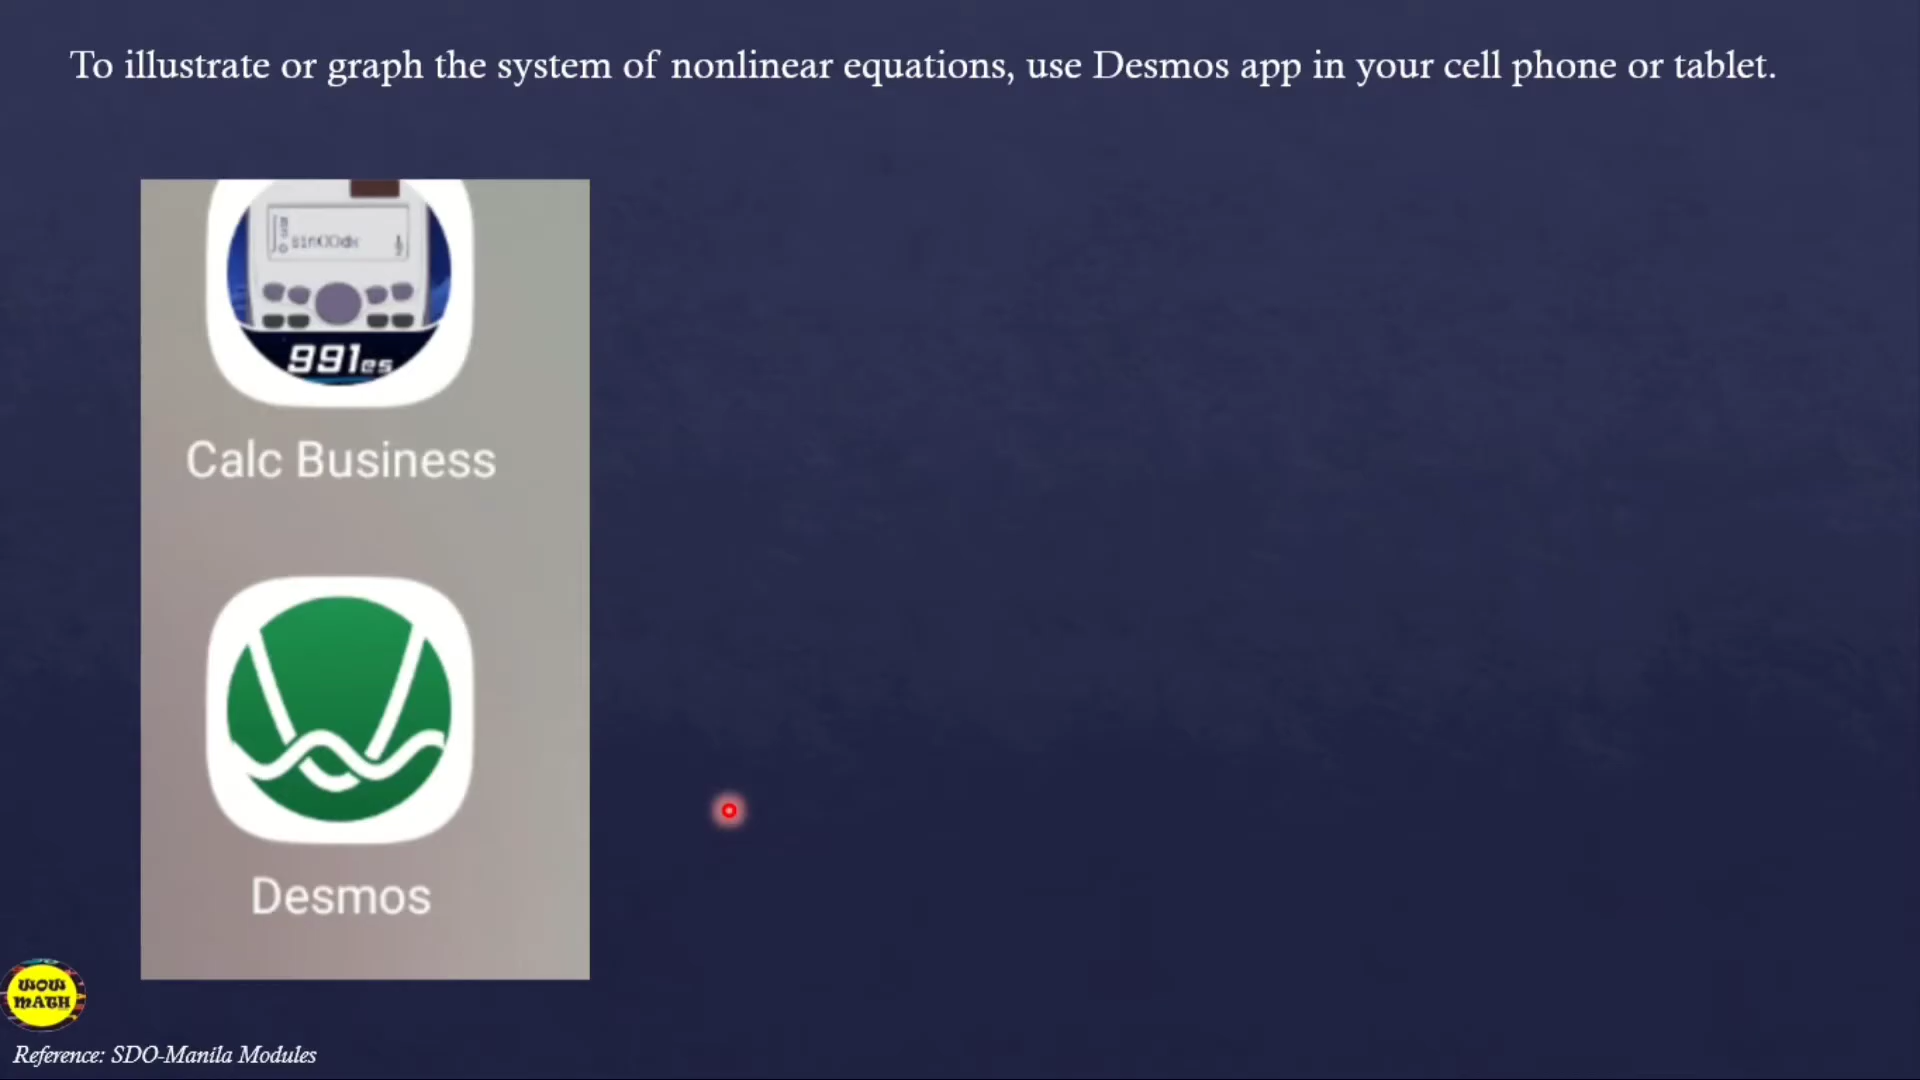 To illustrate or graph the system of nonlinear equations, use Desmos app in your cell phone or tablet.
991es
Calc Business
Desmos
WOW
MATH
Reference: SDO-Manila Modules